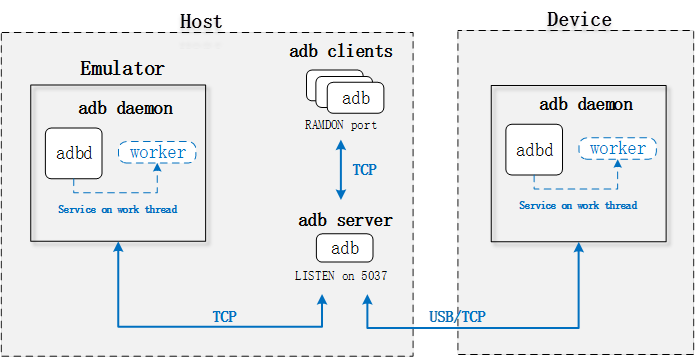 Host
Device
adb clients
Emulator
adb daemon
adbd
worker
Service on work thread
adb
RAMDON port
TCP
adb server
adb
LISTEN on 5037
TCP
USB/TCP
adb daemon
adbd
worker
Service on work thread